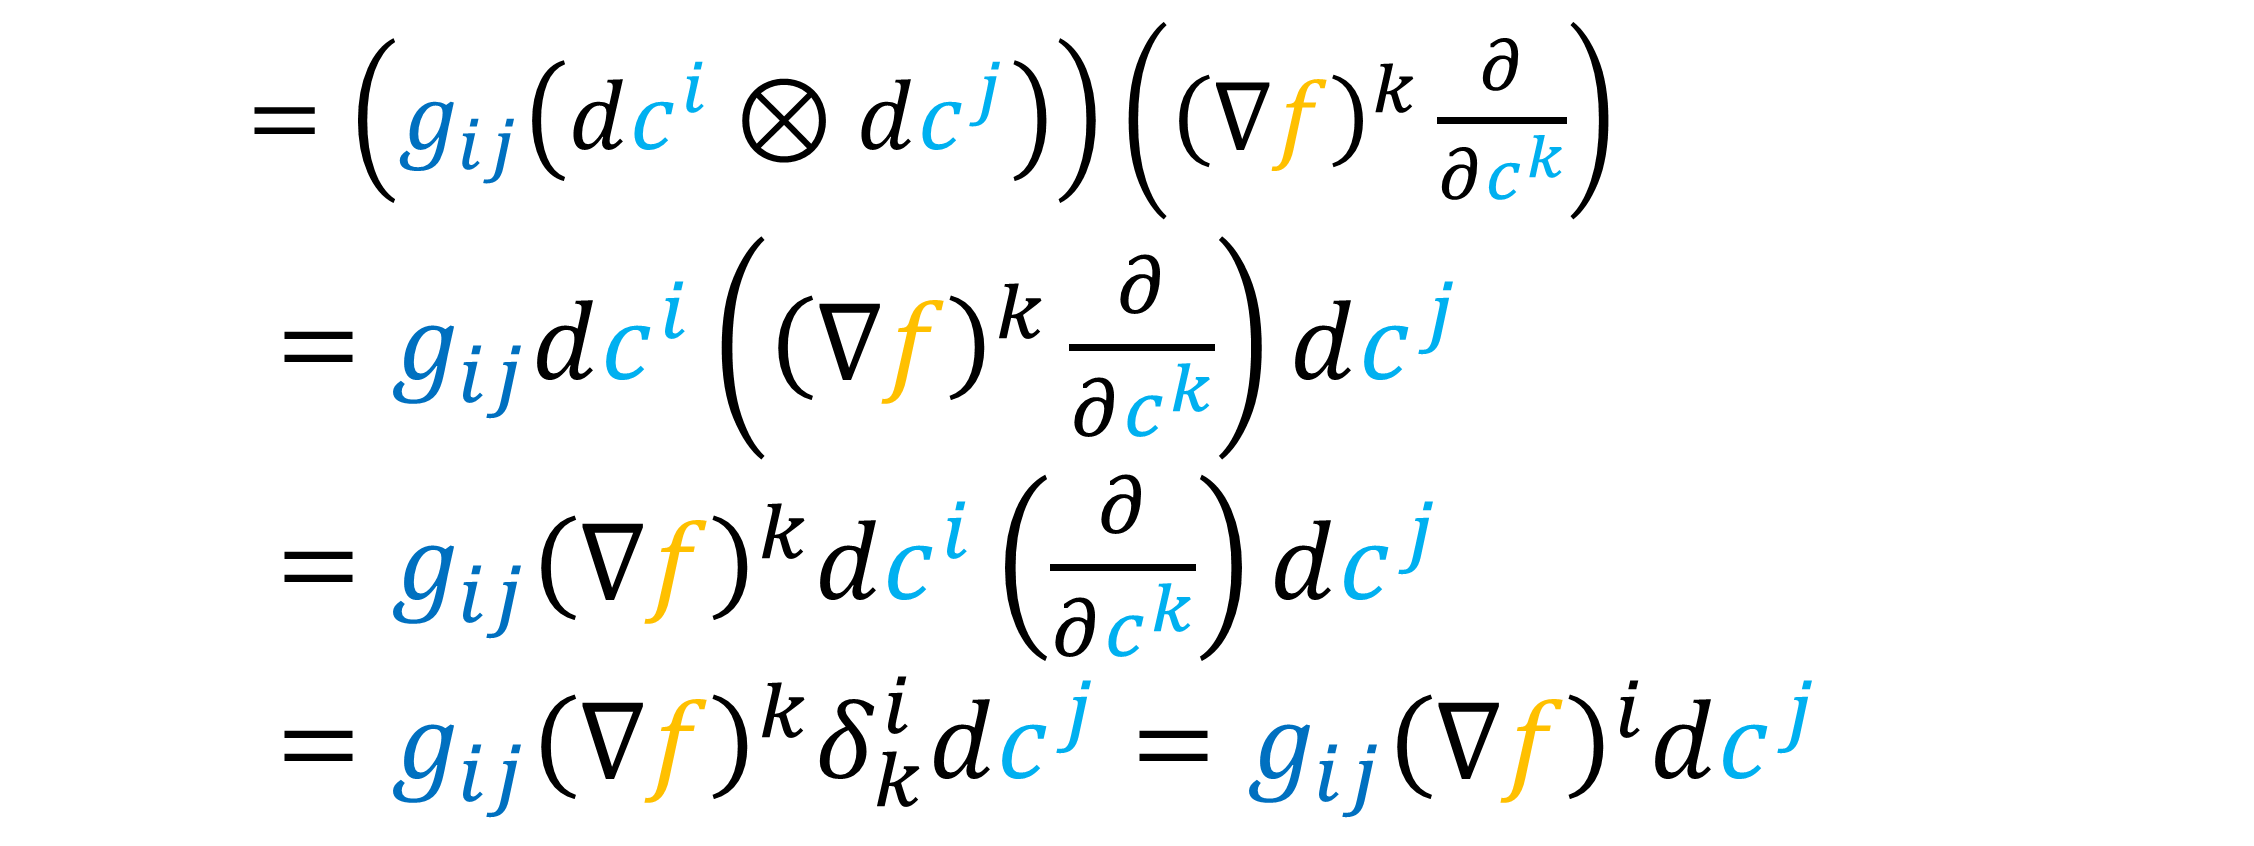 = (g_{ij}(dc^i ⊗ dc^j))((∇f)^k ∂/∂c^k)
= g_{ij}dc^i((∇f)^k ∂/∂c^k)dc^j
= g_{ij}(∇f)^k dc^i(∂/∂c^k)dc^j
= g_{ij}(∇f)^k δ^i_k dc^j = g_{ij}(∇f)^i dc^j